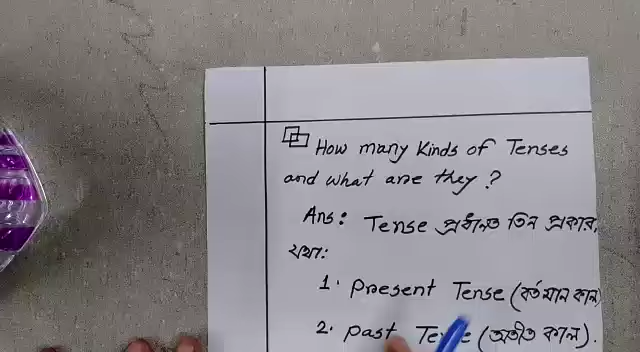 How many Kinds of Tenses
and what are they ?
Ans: Tense প্রধানত তিন প্রকার,
যথা:
1. Present Tense (বর্তমান কাল)
2. Past Tense (অতীত কাল).